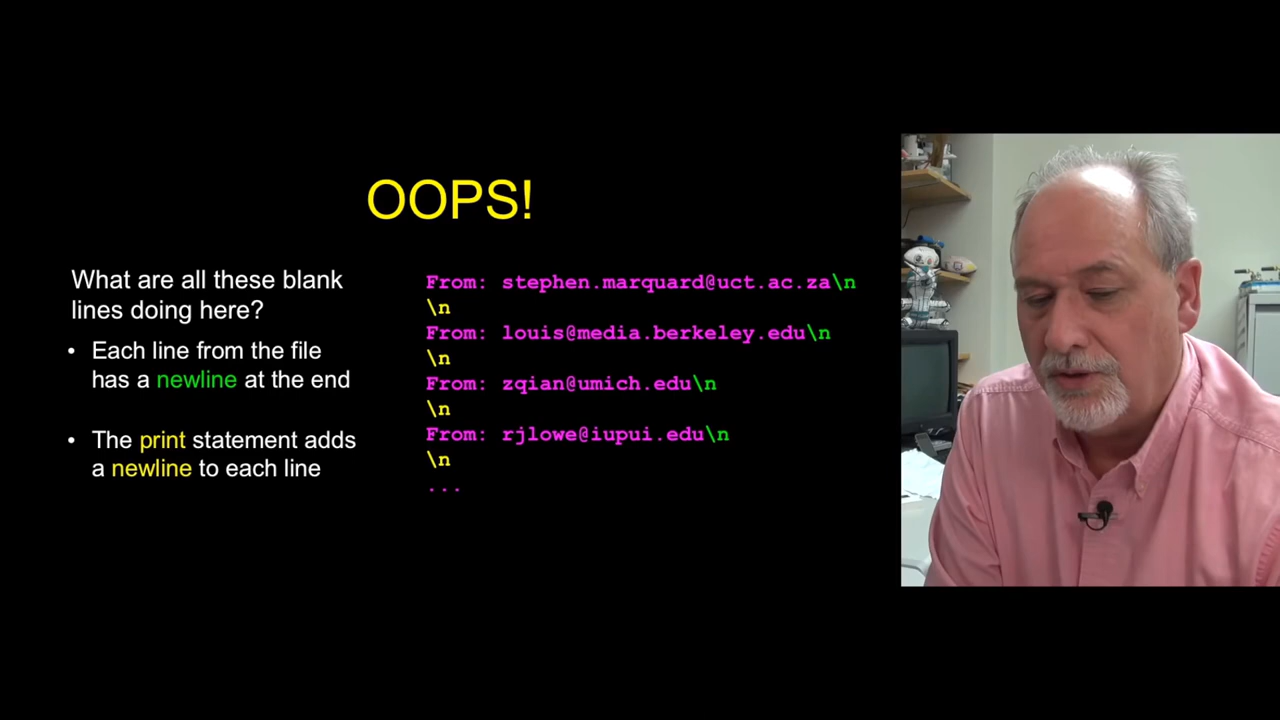 OOPS!
What are all these blank
lines doing here?
• Each line from the file
has a newline at the end
• The print statement adds
a newline to each line
From: stephen.marquard@uct.ac.za\n
\n
From: louis@media.berkeley.edu\n
\n
From: zqian@umich.edu\n
\n
From: rjlowe@iupui.edu\n
\n
...